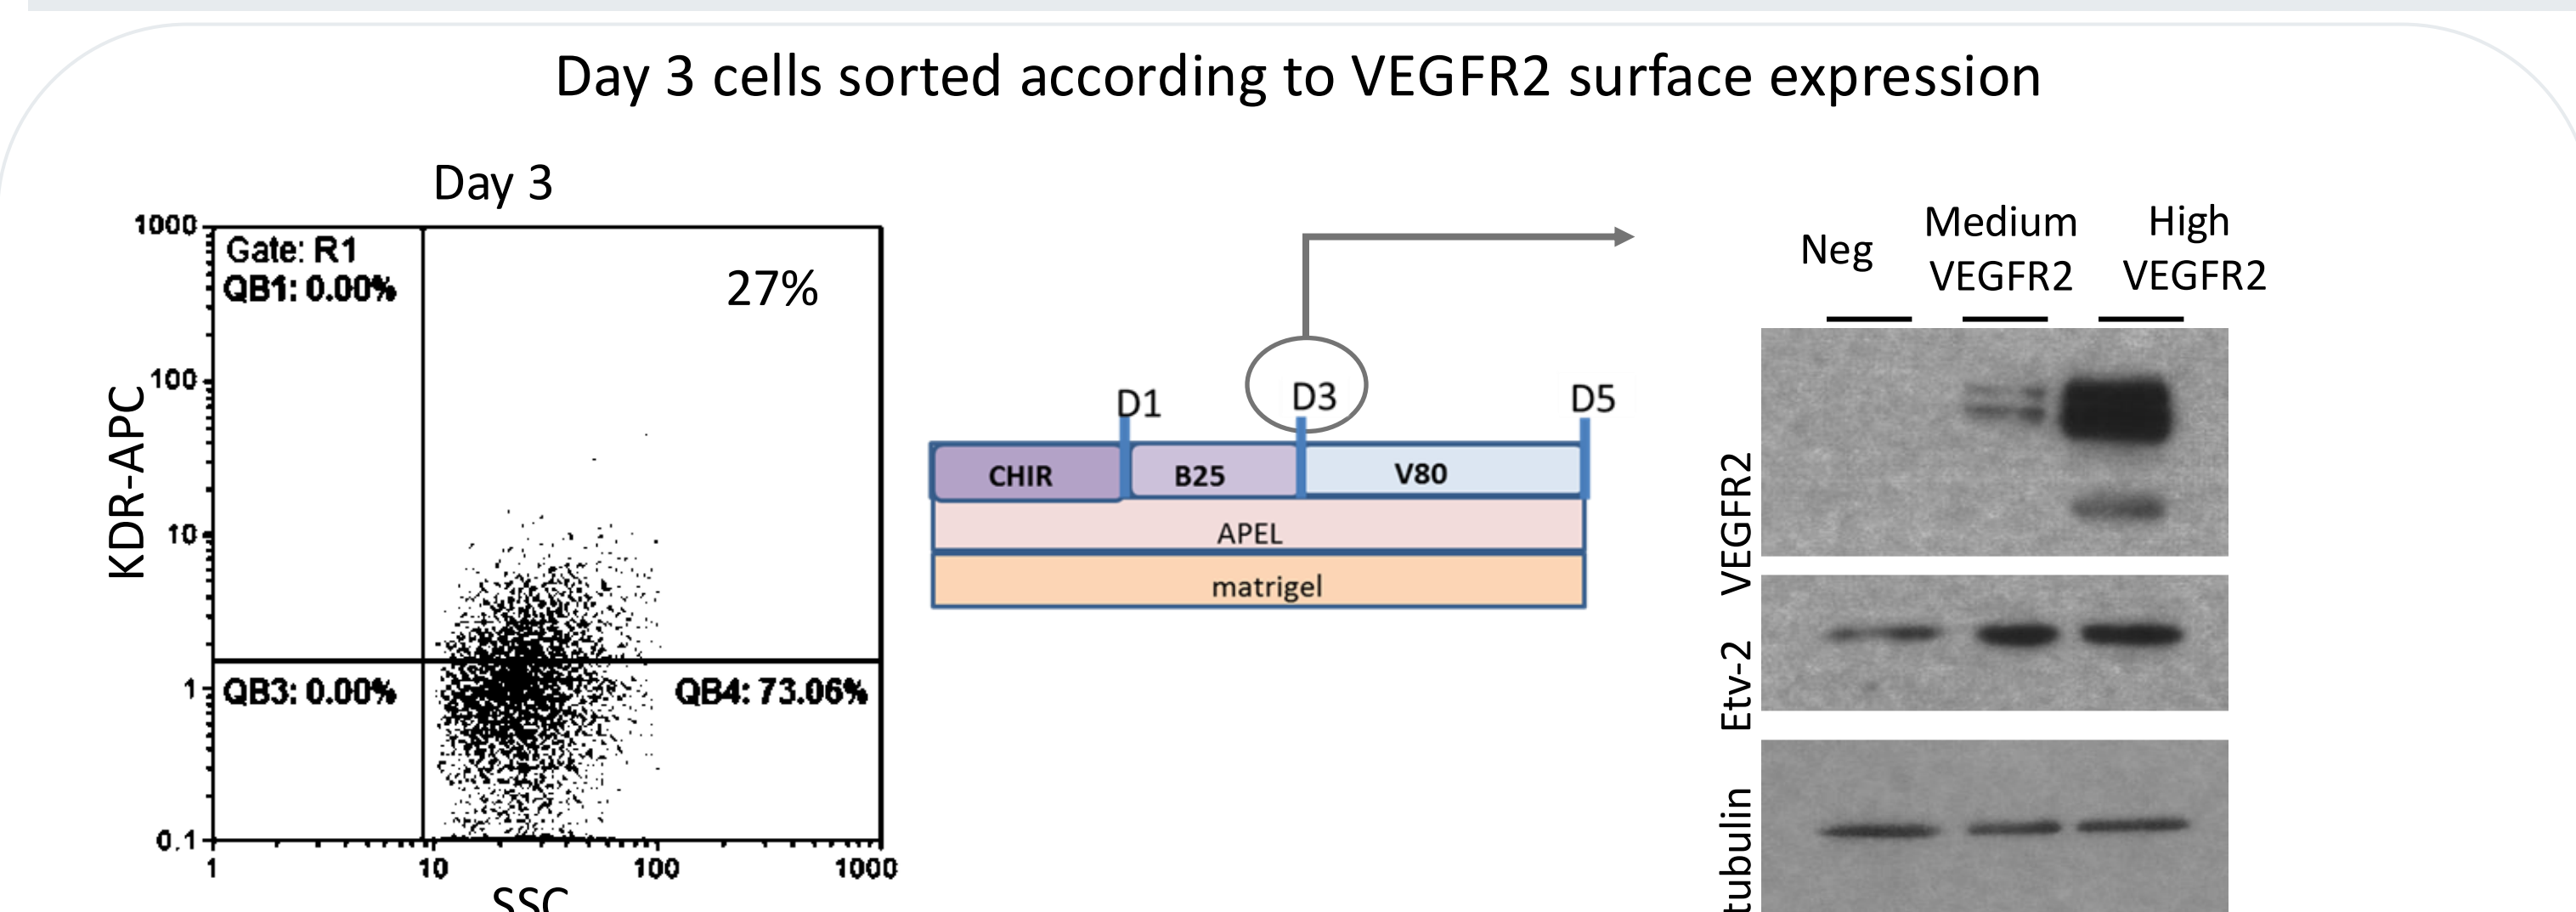 Day 3 cells sorted according to VEGFR2 surface expression
Day 3
1000
100
10
1
0.1
KDR-APC
Gate: R1
QB1: 0.00%
27%
QB3: 0.00%
QB4: 73.06%
1
10
100
1000
SSC
D1
D3
D5
CHIR
B25
V80
APEL
matrigel
Neg
Medium
VEGFR2
High
VEGFR2
VEGFR2
Etv-2
tubulin